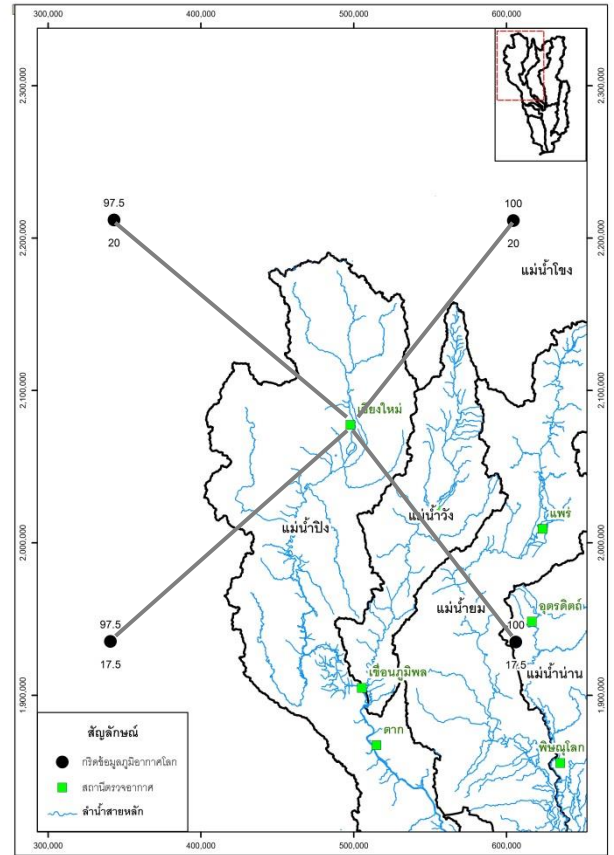 300,000 400,000 500,000 600,000
2,300,000 2,300,000
97.5 100
20 20
2,200,000 2,200,000
แม่น้ำโขง
2,100,000 2,100,000
เชียงใหม่
แพร่
แม่น้ำปิง แม่น้ำวัง
2,000,000 2,000,000
แม่น้ำยม อุตรดิตถ์
97.5 100
17.5 17.5
แม่น้ำน่าน
เขื่อนภูมิพล
1,900,000 1,900,000
ตาก พิษณุโลก
สัญลักษณ์
กริดข้อมูลภูมิอากาศโลก
สถานีตรวจอากาศ
ลำน้ำสายหลัก
300,000 400,000 500,000 600,000